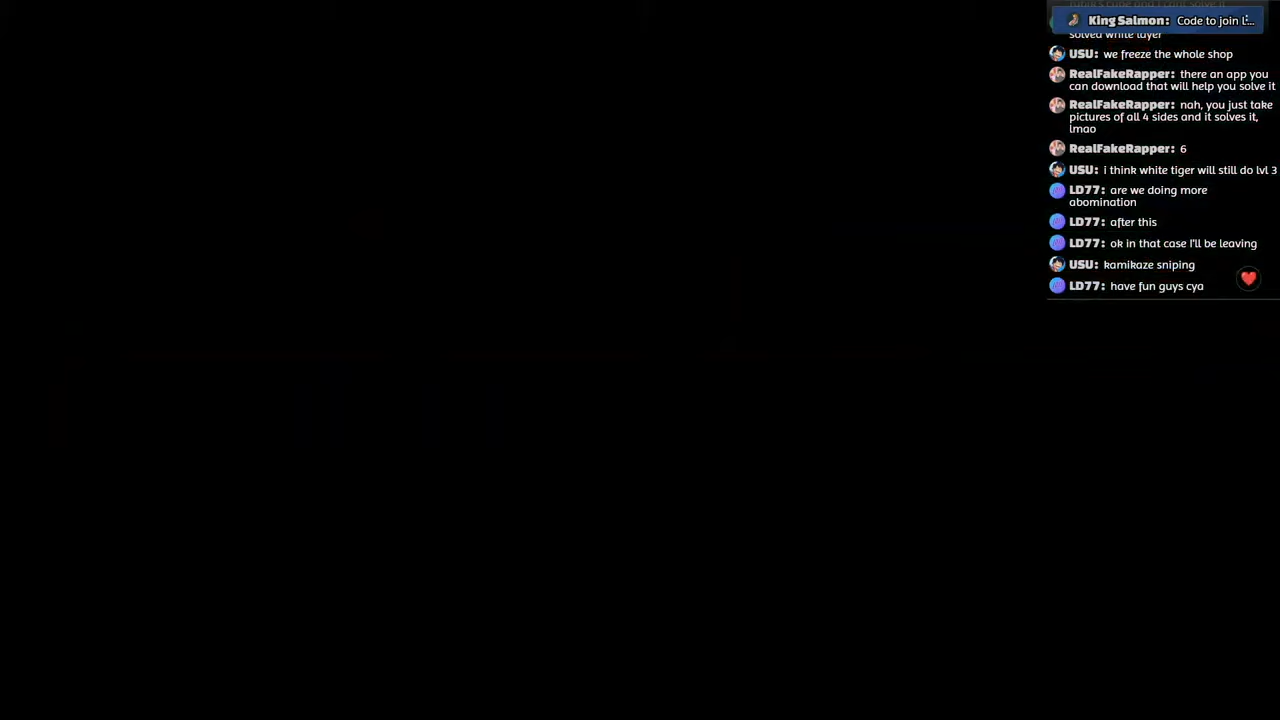 King Salmon: Code to join L...
solved white layer
USU: we freeze the whole shop
RealFakeRapper: there an app you
can download that will help you solve it
RealFakeRapper: nah, you just take
pictures of all 4 sides and it solves it,
lmao
RealFakeRapper: 6
USU: i think white tiger will still do lvl 3
LD77: are we doing more
abomination
LD77: after this
LD77: ok in that case I'll be leaving
USU: kamikaze sniping
LD77: have fun guys cya